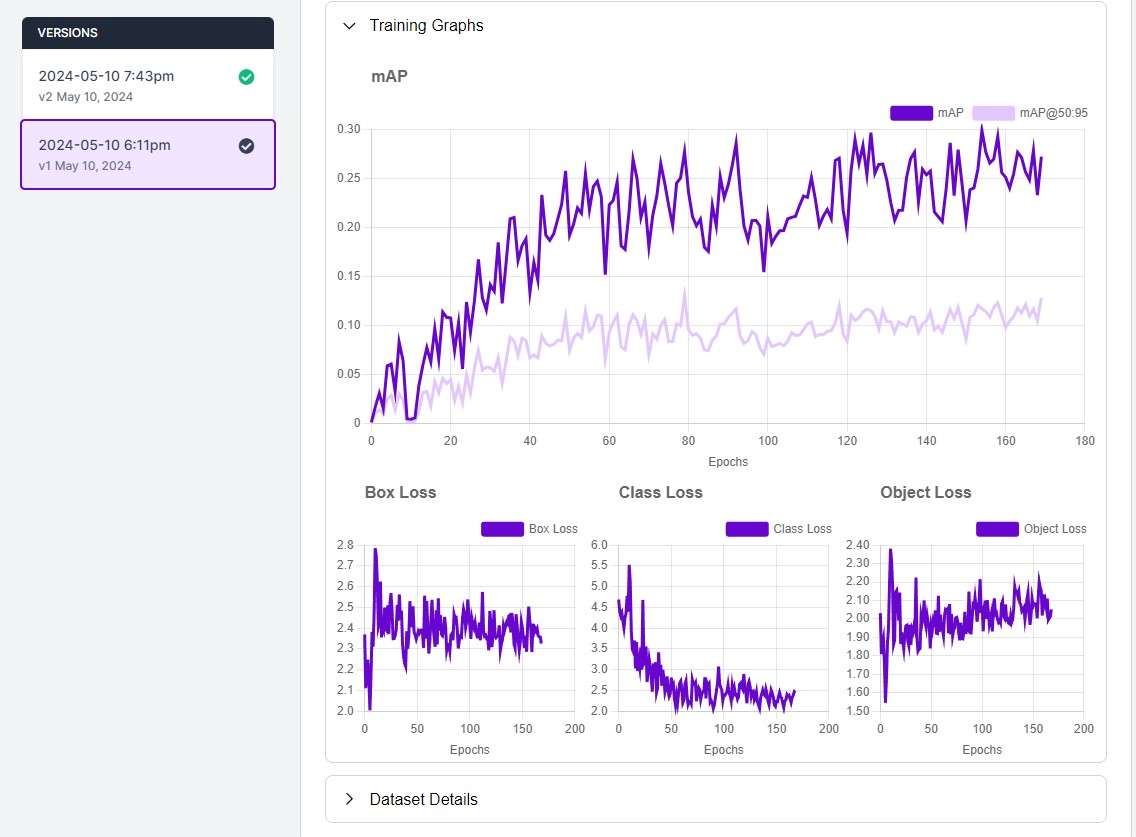 VERSIONS
2024-05-10 7:43pm
v2 May 10, 2024
2024-05-10 6:11pm
v1 May 10, 2024
Training Graphs
mAP
mAP mAP@50:95
0.30
0.25
0.20
0.15
0.10
0.05
0
0 20 40 60 80 100 120 140 160 180
Epochs
Box Loss
Box Loss
2.8
2.7
2.6
2.5
2.4
2.3
2.2
2.1
2.0
0 50 100 150 200
Epochs
Class Loss
Class Loss
6.0
5.5
5.0
4.5
4.0
3.5
3.0
2.5
2.0
0 50 100 150 200
Epochs
Object Loss
Object Loss
2.40
2.30
2.20
2.10
2.00
1.90
1.80
1.70
1.60
1.50
0 50 100 150 200
Epochs
Dataset Details